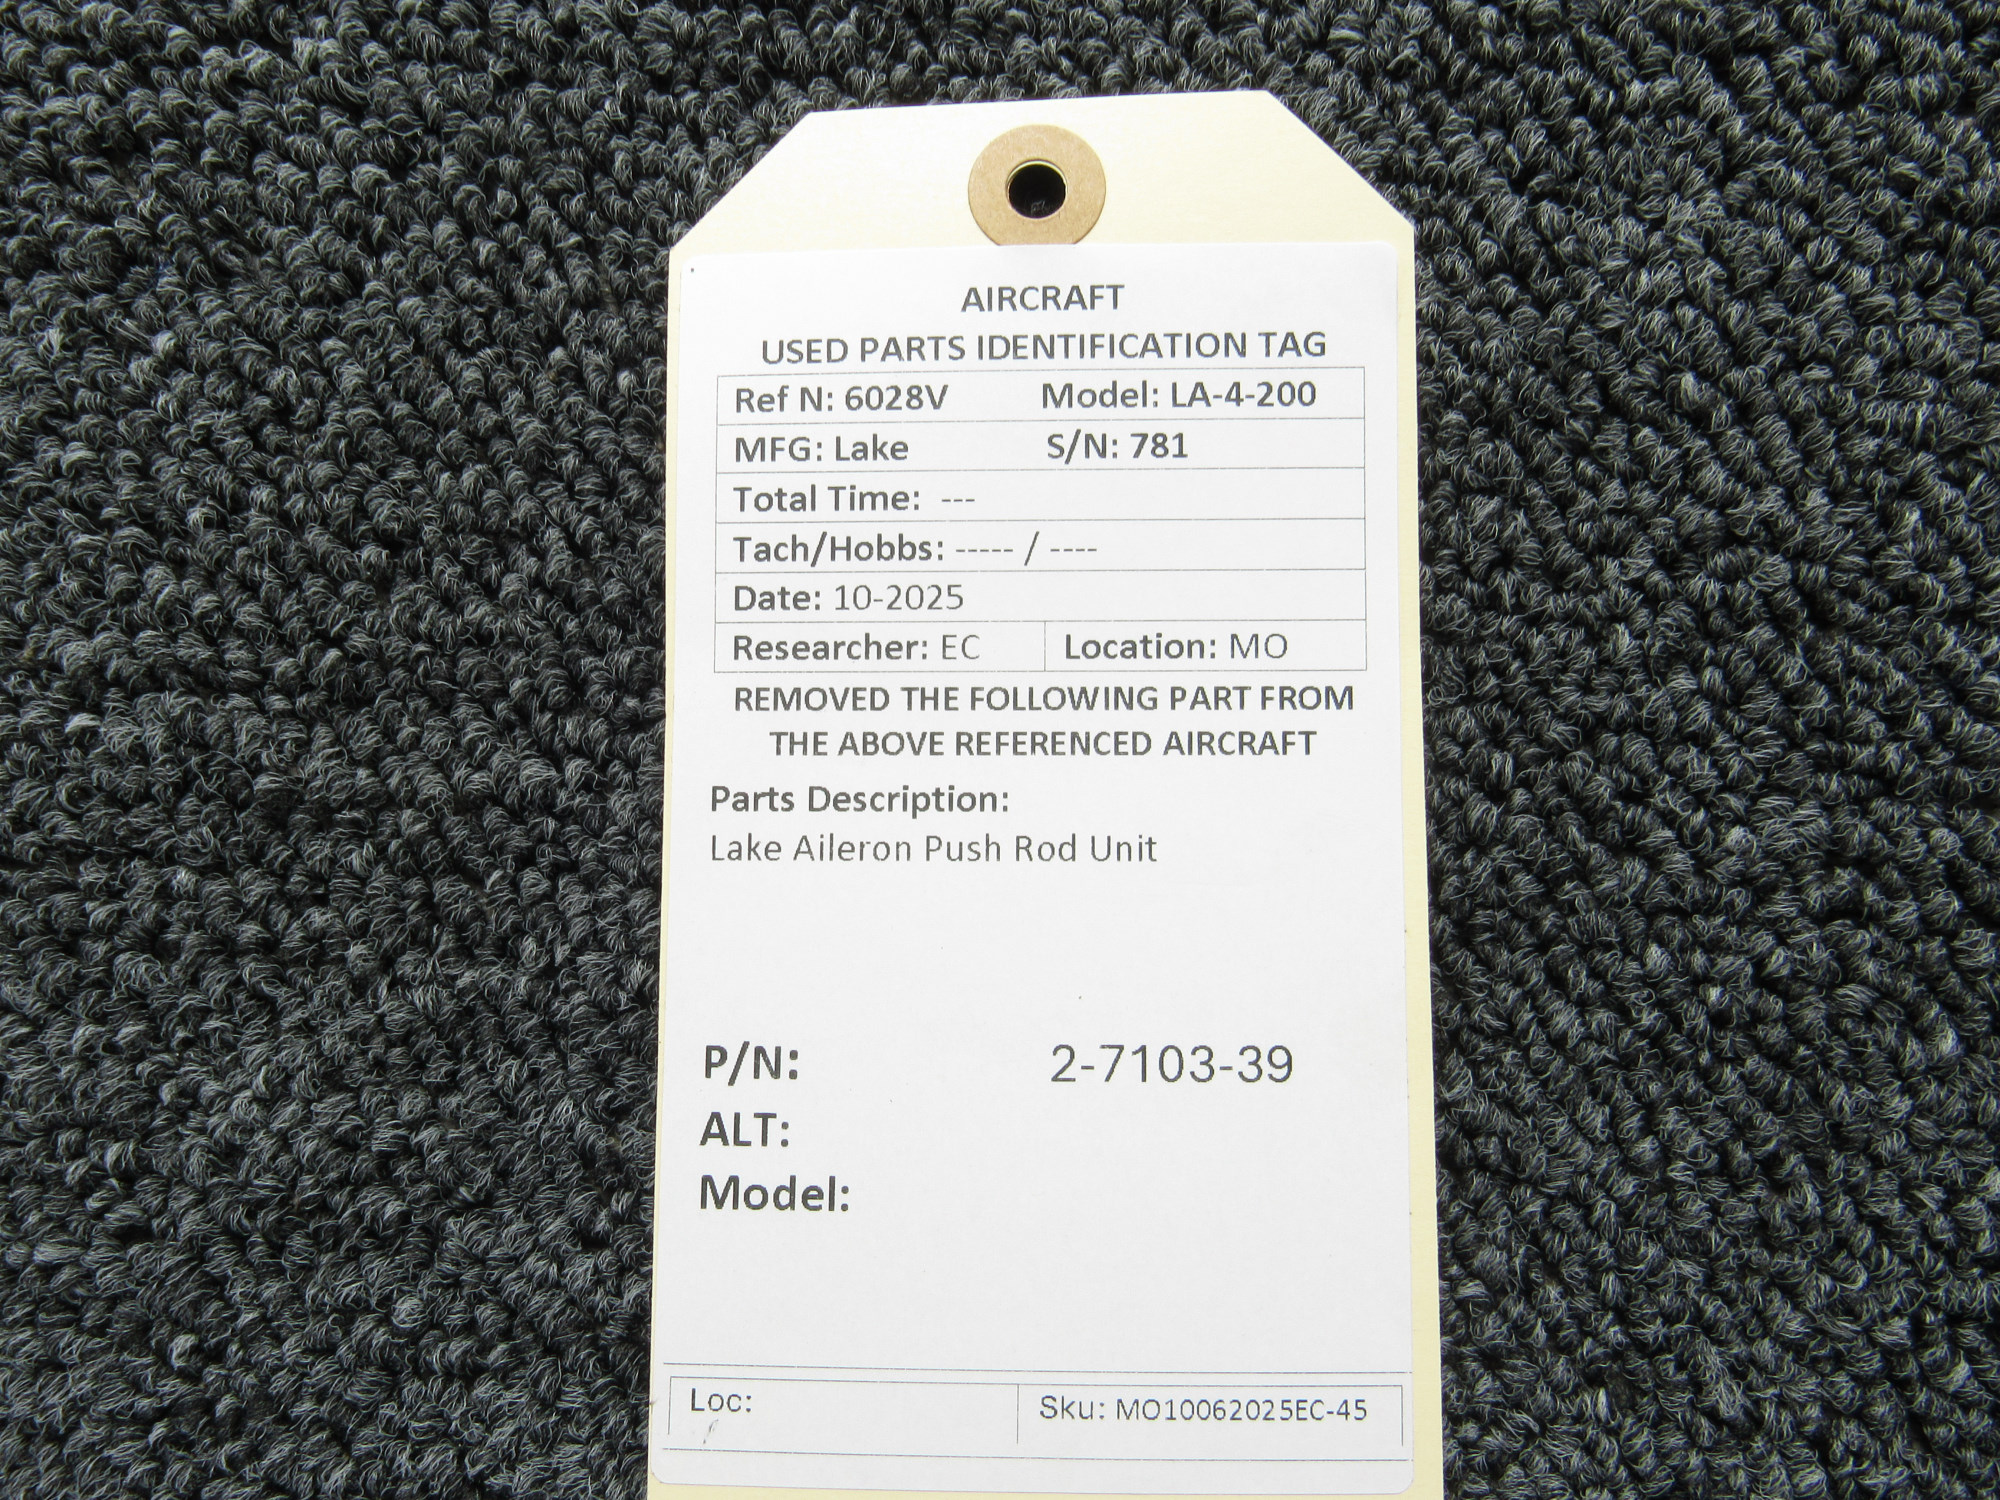 AIRCRAFT
USED PARTS IDENTIFICATION TAG
Ref N: 6028V Model: LA-4-200
MFG: Lake S/N: 781
Total Time: ---
Tach/Hobbs: ----- / ----
Date: 10-2025
Researcher: EC Location: MO
REMOVED THE FOLLOWING PART FROM
THE ABOVE REFERENCED AIRCRAFT
Parts Description:
Lake Aileron Push Rod Unit
P/N: 2-7103-39
ALT:
Model:
Loc: Sku: MO10062025EC-45